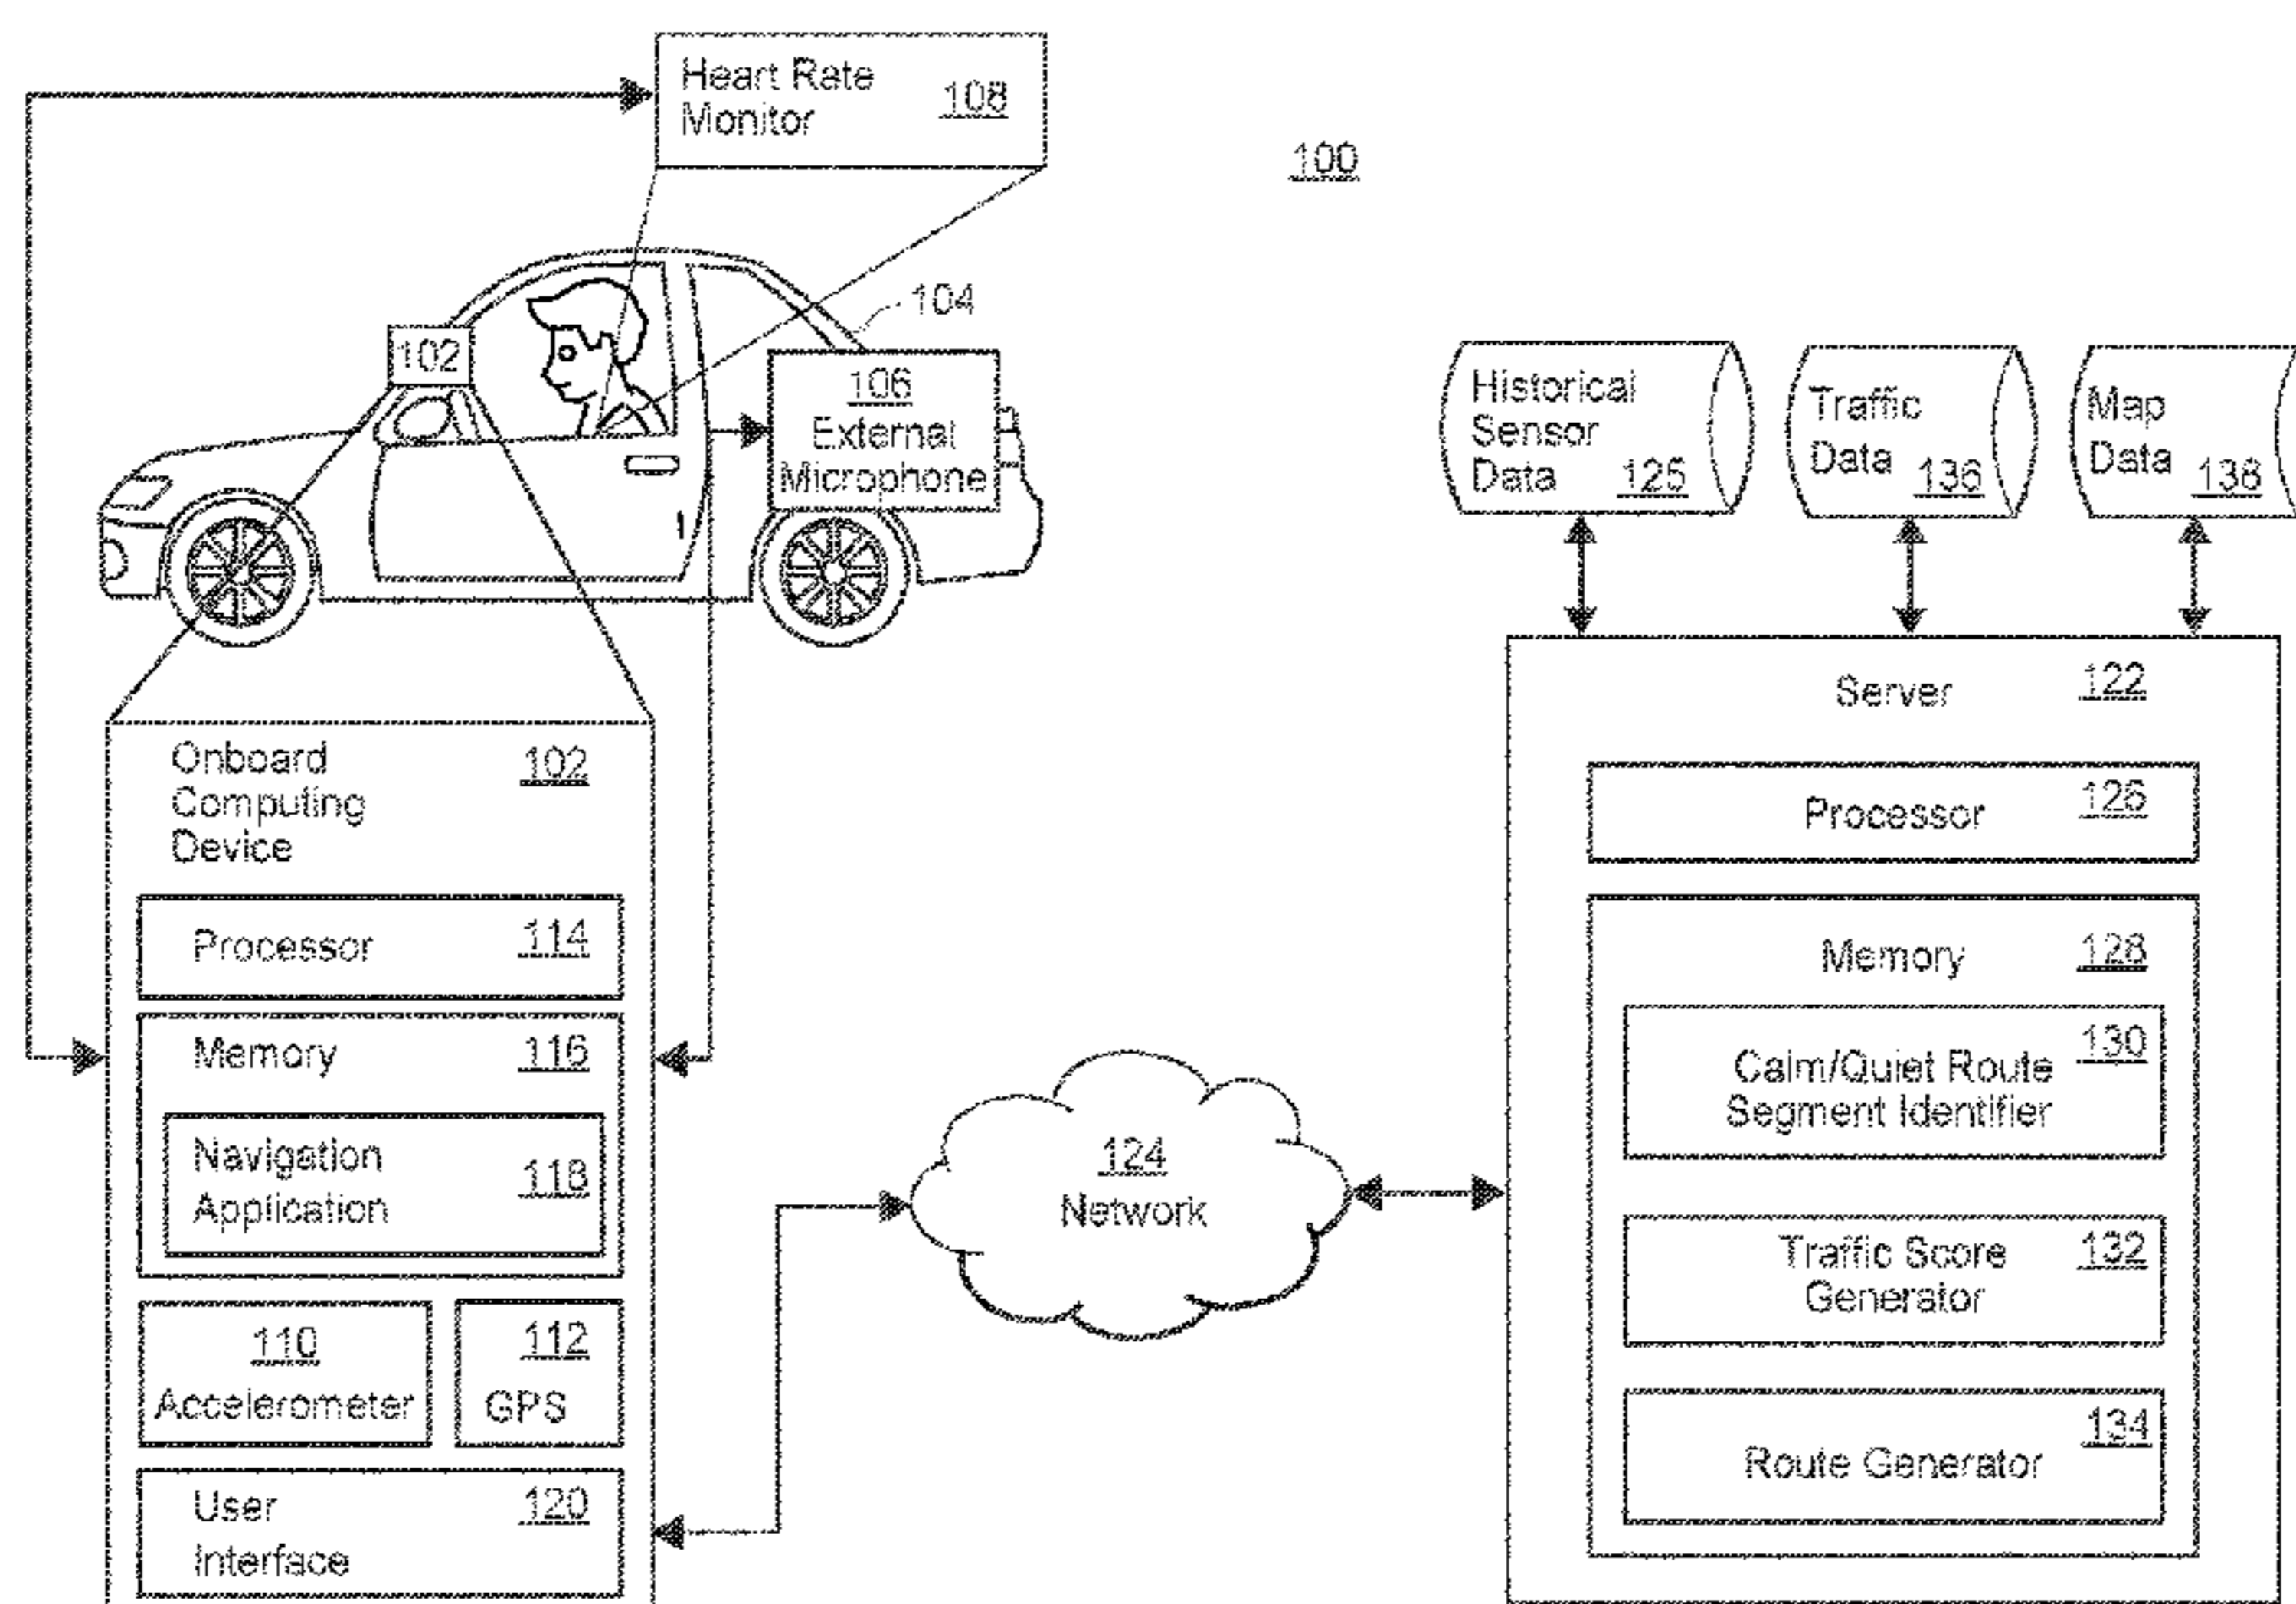 Heart Rate
Monitor 108
100
104
102
106
External
Microphone
Historical
Sensor
Data 125
Traffic
Data 136
Map
Data 138
Onboard 102
Computing
Device
Processor 114
Memory 116
Navigation
Application 118
110
Accelerometer
112
GPS
User 120
Interface
124
Network
Server 122
Processor 126
Memory 128
130
Calm/Quiet Route
Segment Identifier
Traffic Score 132
Generator
134
Route Generator